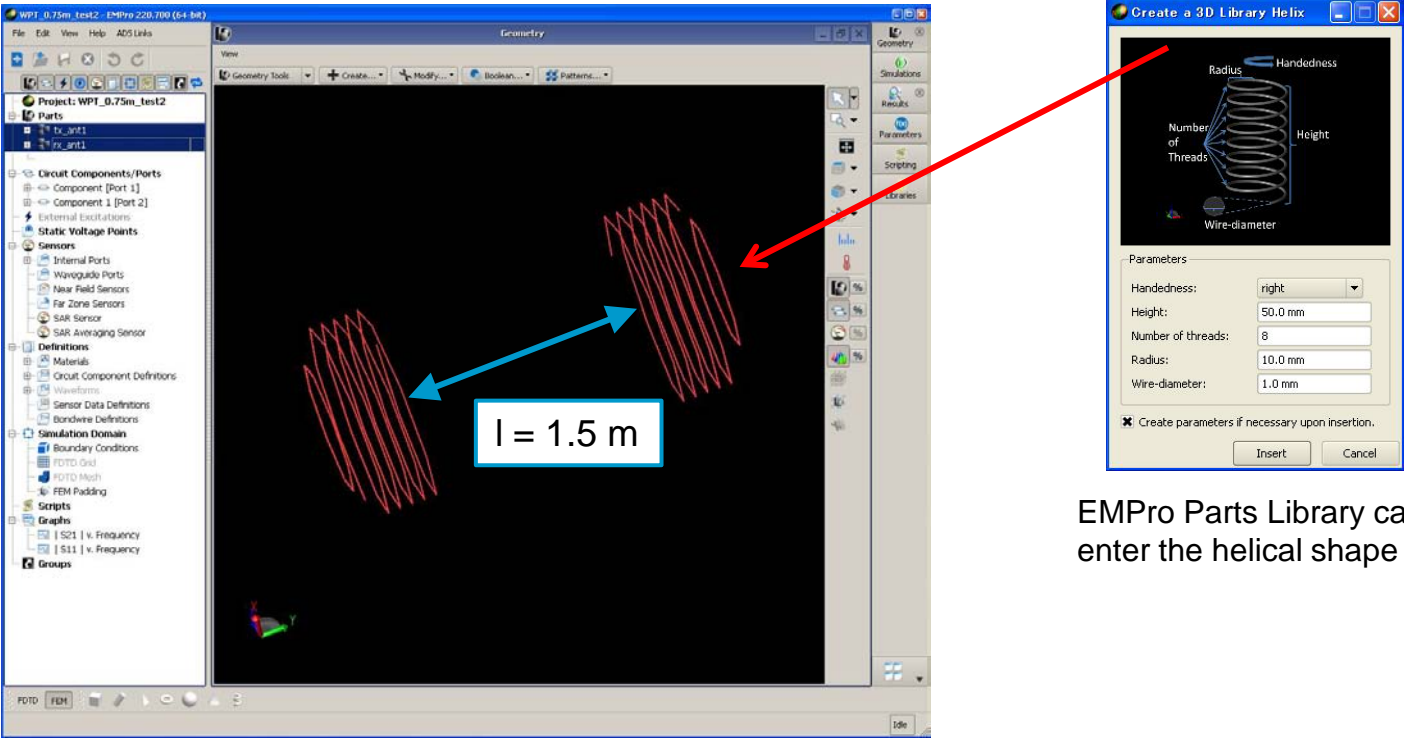 WPT_0.75m_test2 - EMPro 220.700 (64-bit)
File Edit View Help ADS Links
Project: WPT_0.75m_test2
Parts
tx_ant1
rx_ant1
Circuit Components/Ports
Component [Port 1]
Component 1 [Port 2]
External Excitations
Static Voltage Points
Sensors
Internal Ports
Waveguide Ports
Near Field Sensors
Far Zone Sensors
SAR Sensor
SAR Averaging Sensor
Definitions
Materials
Circuit Component Definitions
Waveforms
Sensor Data Definitions
Bondwire Definitions
Simulation Domain
Boundary Conditions
FDTD Grid
FDTD Mesh
FEM Padding
Scripts
Graphs
| S21 | v. Frequency
| S11 | v. Frequency
Groups
FDTD FEM
Geometry
View
Geometry Tools Create... Modify... Boolean... Patterns...
X
Y
l = 1.5 m
%
%
%
%
Geometry
Simulations
Results
Parameters
Scripting
Libraries
Idle
Create a 3D Library Helix
Radius
Handedness
Number
of
Threads
Height
Wire-diameter
Parameters
Handedness: right
Height: 50.0 mm
Number of threads: 8
Radius: 10.0 mm
Wire-diameter: 1.0 mm
Create parameters if necessary upon insertion.
Insert Cancel
EMPro Parts Library ca
enter the helical shape